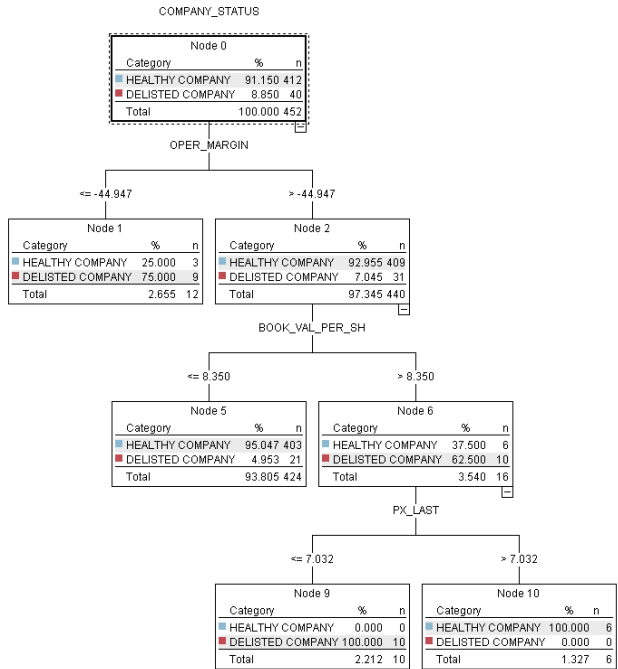 COMPANY_STATUS
Node 0
Category % n
HEALTHY COMPANY 91.150 412
DELISTED COMPANY 8.850 40
Total 100.000 452
OPER_MARGIN
<= -44.947
> -44.947
Node 1
Category % n
HEALTHY COMPANY 25.000 3
DELISTED COMPANY 75.000 9
Total 2.655 12
Node 2
Category % n
HEALTHY COMPANY 92.955 409
DELISTED COMPANY 7.045 31
Total 97.345 440
BOOK_VAL_PER_SH
<= 8.350
> 8.350
Node 5
Category % n
HEALTHY COMPANY 95.047 403
DELISTED COMPANY 4.953 21
Total 93.805 424
Node 6
Category % n
HEALTHY COMPANY 37.500 6
DELISTED COMPANY 62.500 10
Total 3.540 16
PX_LAST
<= 7.032
> 7.032
Node 9
Category % n
HEALTHY COMPANY 0.000 0
DELISTED COMPANY 100.000 10
Total 2.212 10
Node 10
Category % n
HEALTHY COMPANY 100.000 6
DELISTED COMPANY 0.000 0
Total 1.327 6